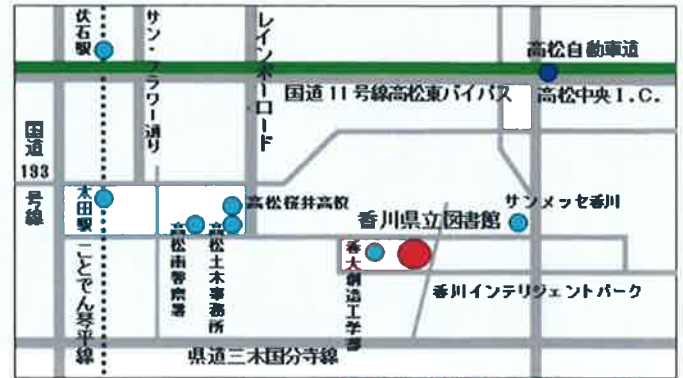 伏石駅
サン・フラワー通り
レインボーロード
高松自動車道
国道11号線高松東バイパス
高松中央I.C.
国道
193
号線
太田駅
ことでん琴平線
高松桜井高校
高松南警察署
高松土木事務所
サンメッセ香川
香川県立図書館
香大創造工学部
香川インテリジェントパーク
県道三木国分寺線